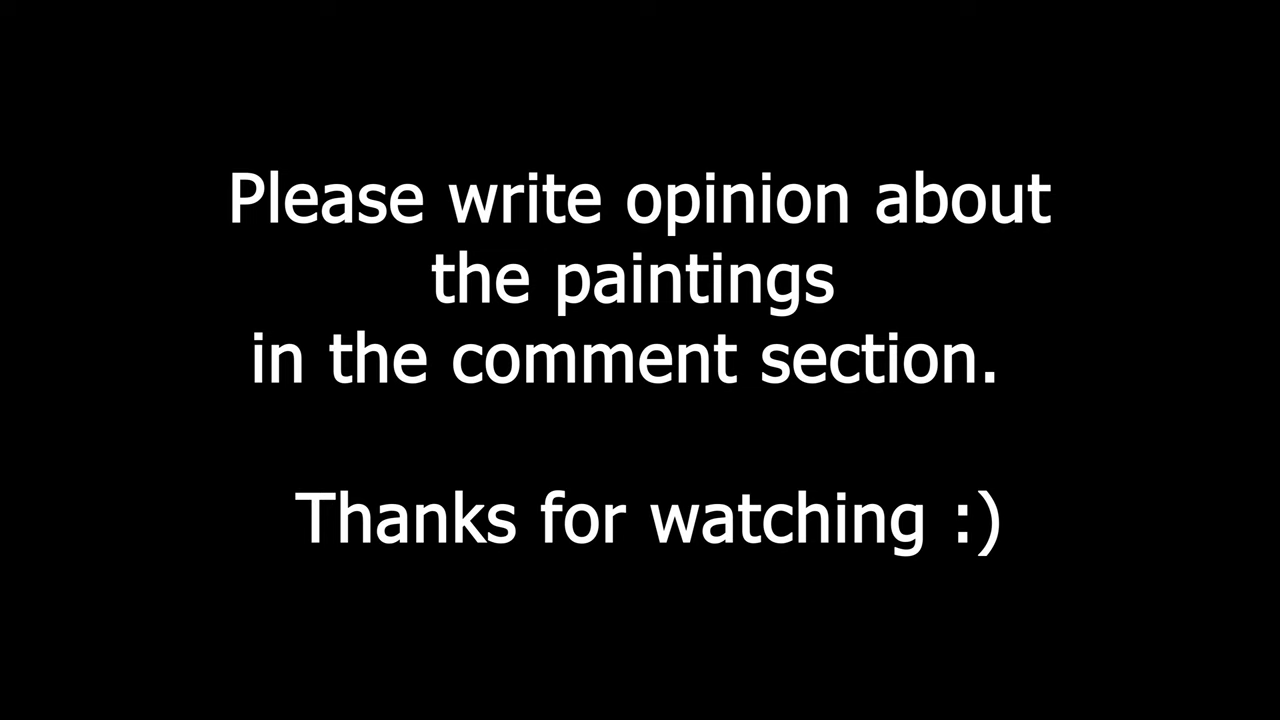 Please write opinion about
the paintings
in the comment section.
Thanks for watching :)